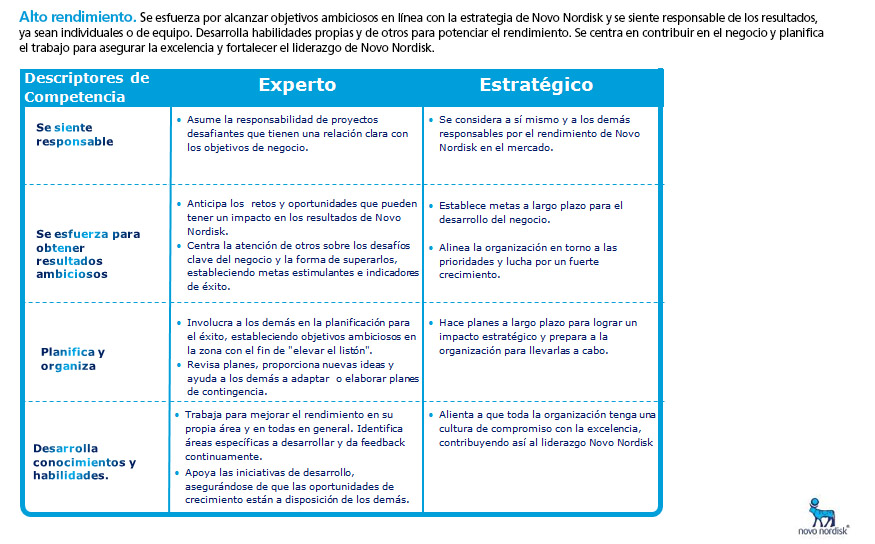 Alto rendimiento. Se esfuerza por alcanzar objetivos ambiciosos en línea con la estrategia de Novo Nordisk y se siente responsable de los resultados,
ya sean individuales o de equipo. Desarrolla habilidades propias y de otros para potenciar el rendimiento. Se centra en contribuir en el negocio y planifica
el trabajo para asegurar la excelencia y fortalecer el liderazgo de Novo Nordisk.
Descriptores de
Competencia
Experto
Estratégico
Se siente
responsable
• Asume la responsabilidad de proyectos
desafiantes que tienen una relación clara con
los objetivos de negocio.
• Se considera a sí mismo y a los demás
responsables por el rendimiento de Novo
Nordisk en el mercado.
Se esfuerza para
obtener
resultados
ambiciosos
• Anticipa los retos y oportunidades que pueden
tener un impacto en los resultados de Novo
Nordisk.
• Centra la atención de otros sobre los desafíos
clave del negocio y la forma de superarlos,
estableciendo metas estimulantes e indicadores
de éxito.
• Establece metas a largo plazo para el
desarrollo del negocio.
• Alinea la organización en torno a las
prioridades y lucha por un fuerte
crecimiento.
Planifica y
organiza
• Involucra a los demás en la planificación para
el éxito, estableciendo objetivos ambiciosos en
la zona con el fin de "elevar el listón".
• Revisa planes, proporciona nuevas ideas y
ayuda a los demás a adaptar o elaborar planes
de contingencia.
• Hace planes a largo plazo para lograr un
impacto estratégico y prepara a la
organización para llevarlas a cabo.
Desarrolla
conocimientos y
habilidades.
• Trabaja para mejorar el rendimiento en su
propia área y en todas en general. Identifica
áreas específicas a desarrollar y da feedback
continuamente.
• Apoya las iniciativas de desarrollo,
asegurándose de que las oportunidades de
crecimiento están a disposición de los demás.
• Alienta a que toda la organización tenga una
cultura de compromiso con la excelencia,
contribuyendo así al liderazgo Novo Nordisk
novo nordisk®